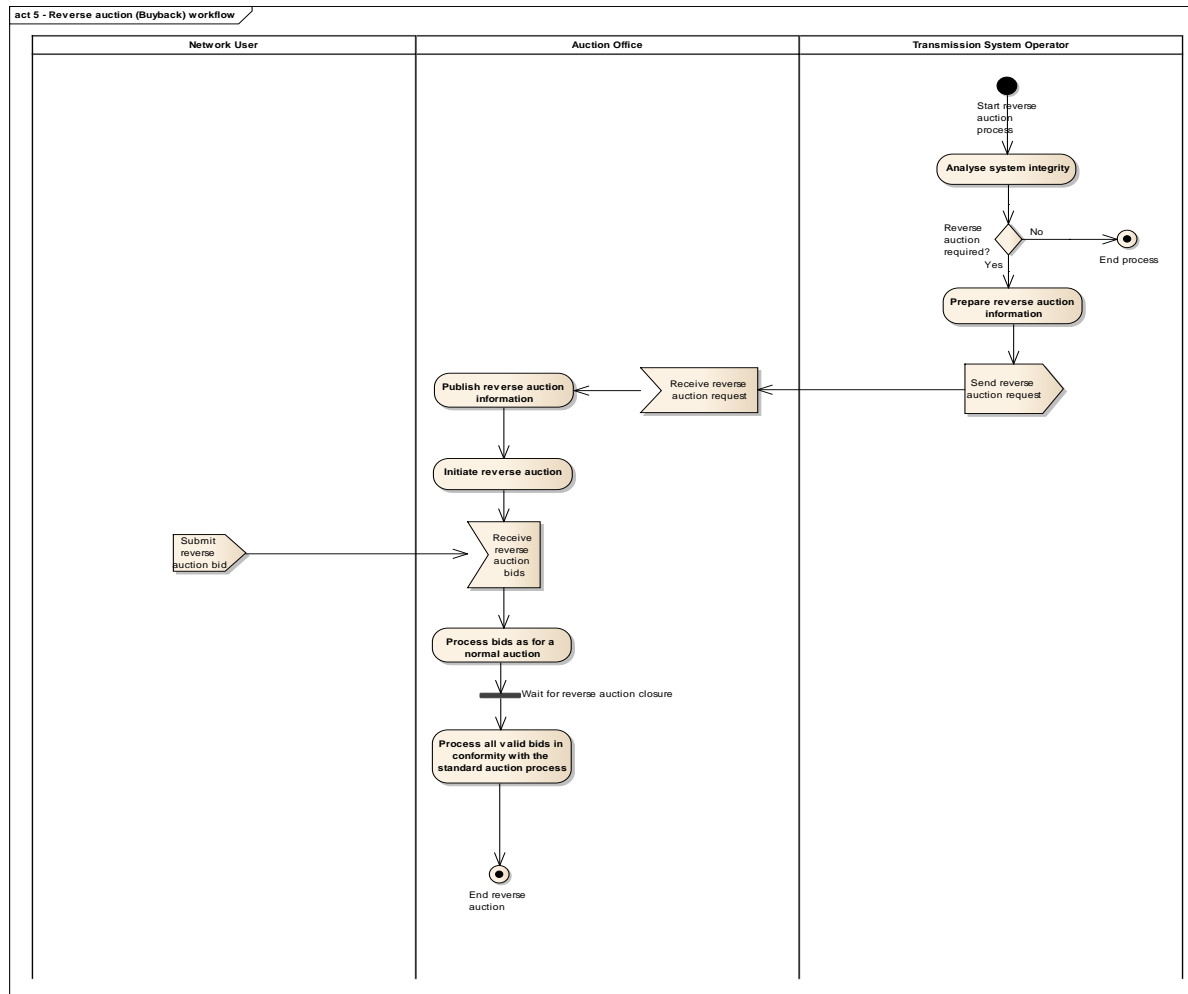 act 5 - Reverse auction (Buyback) workflow
Network User
Auction Office
Transmission System Operator
Start reverse
auction
process
Analyse system integrity
Reverse
auction
required?
No
End process
Yes
Prepare reverse auction
information
Send reverse
auction request
Receive reverse
auction request
Publish reverse auction
information
Initiate reverse auction
Submit
reverse
auction bid
Receive
reverse
auction
bids
Process bids as for a
normal auction
Wait for reverse auction closure
Process all valid bids in
conformity with the
standard auction process
End reverse
auction